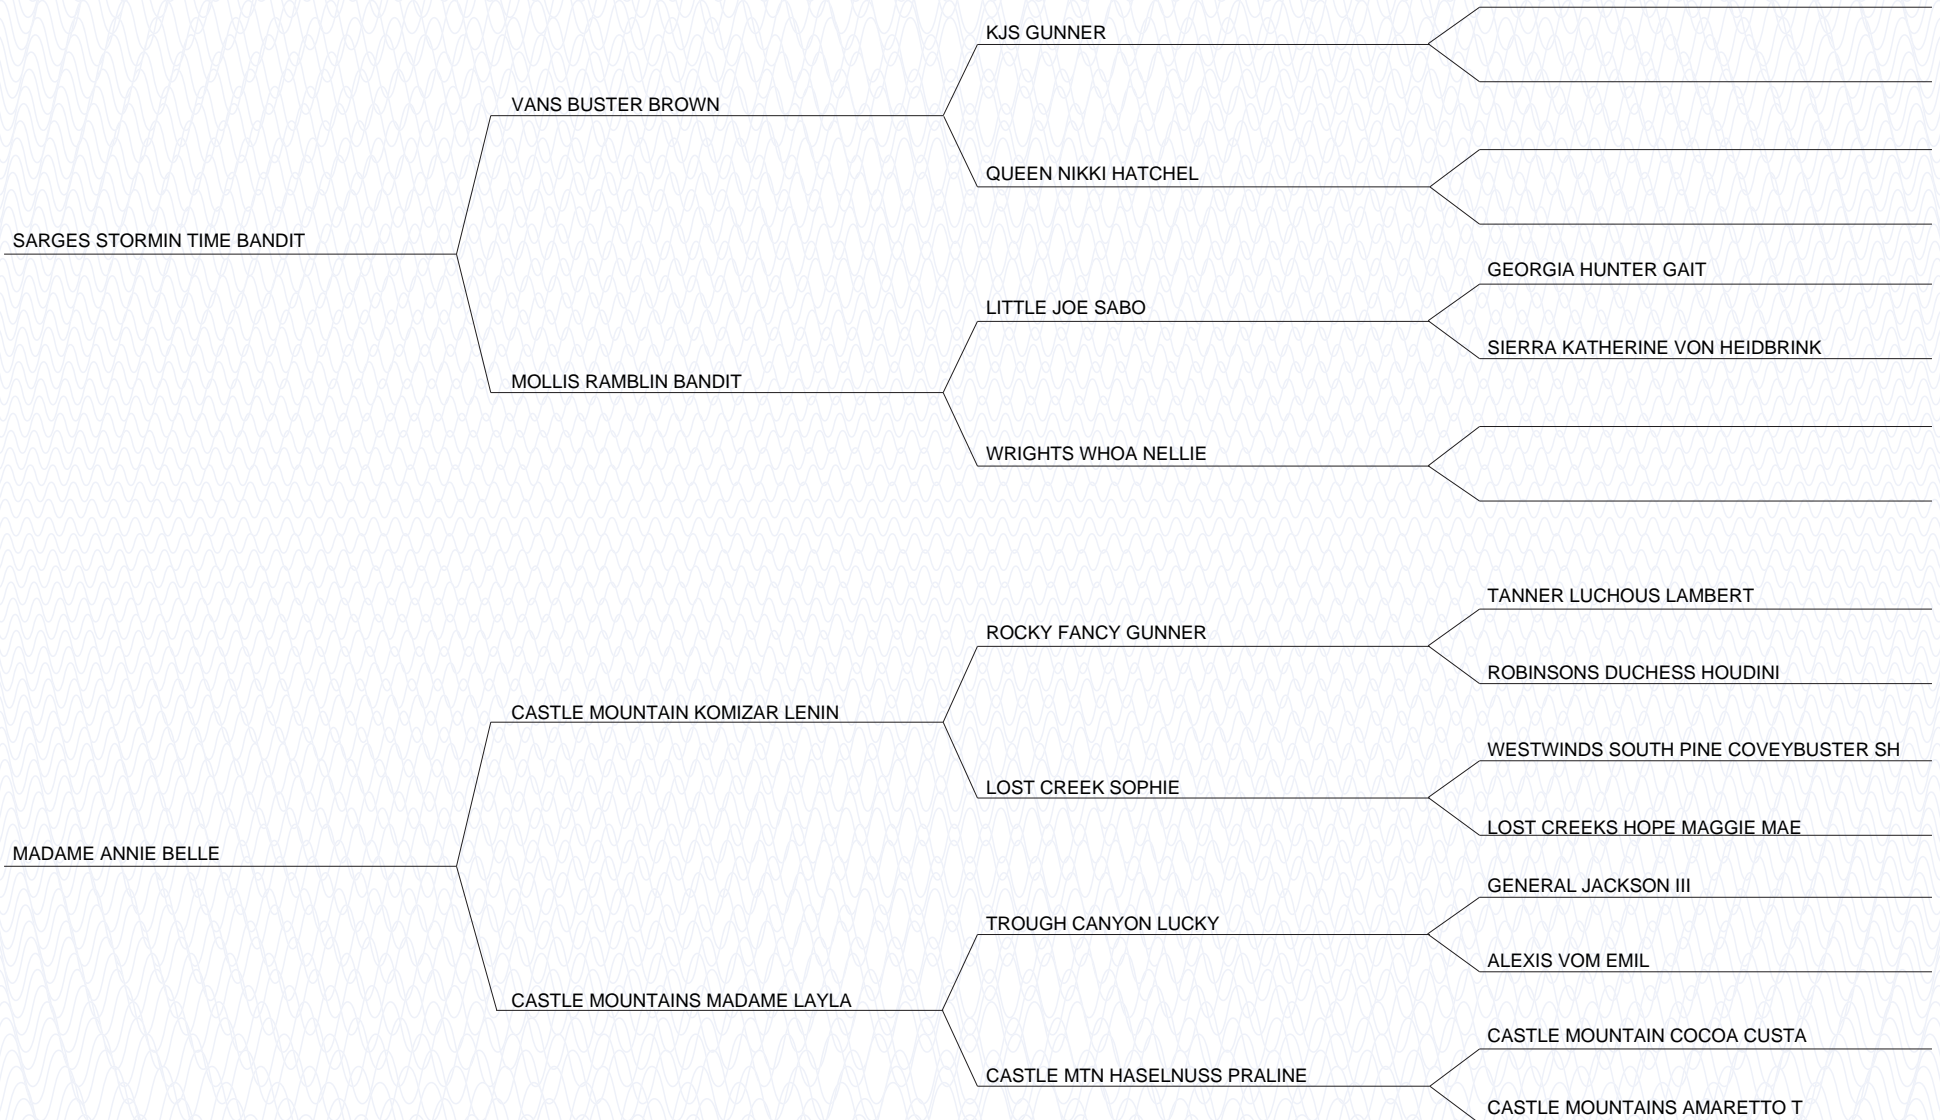 KJS GUNNER
VANS BUSTER BROWN
QUEEN NIKKI HATCHEL
SARGES STORMIN TIME BANDIT
GEORGIA HUNTER GAIT
LITTLE JOE SABO
SIERRA KATHERINE VON HEIDBRINK
MOLLIS RAMBLIN BANDIT
WRIGHTS WHOA NELLIE
TANNER LUCHOUS LAMBERT
ROCKY FANCY GUNNER
ROBINSONS DUCHESS HOUDINI
CASTLE MOUNTAIN KOMIZAR LENIN
WESTWINDS SOUTH PINE COVEYBUSTER SH
LOST CREEK SOPHIE
LOST CREEKS HOPE MAGGIE MAE
MADAME ANNIE BELLE
GENERAL JACKSON III
TROUGH CANYON LUCKY
ALEXIS VOM EMIL
CASTLE MOUNTAINS MADAME LAYLA
CASTLE MOUNTAIN COCOA CUSTA
CASTLE MTN HASELNUSS PRALINE
CASTLE MOUNTAINS AMARETTO T